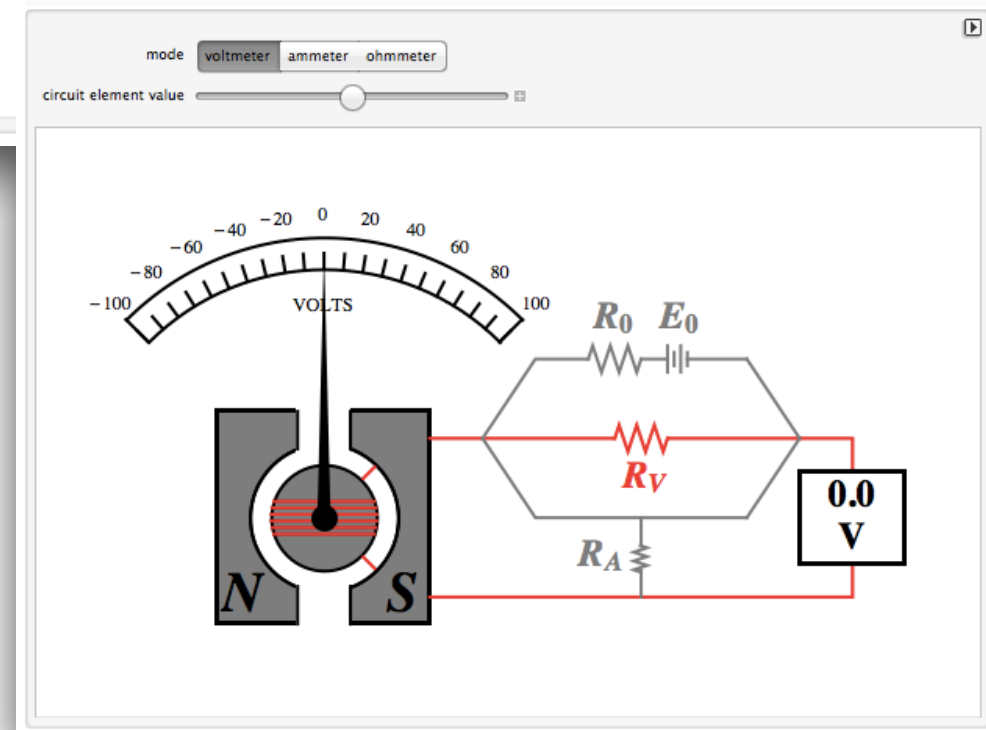 mode voltmeter ammeter ohmmeter
circuit element value
−100 −80 −60 −40 −20 0 20 40 60 80 100
VOLTS
R0 E0
RV
0.0
V
RA
N S